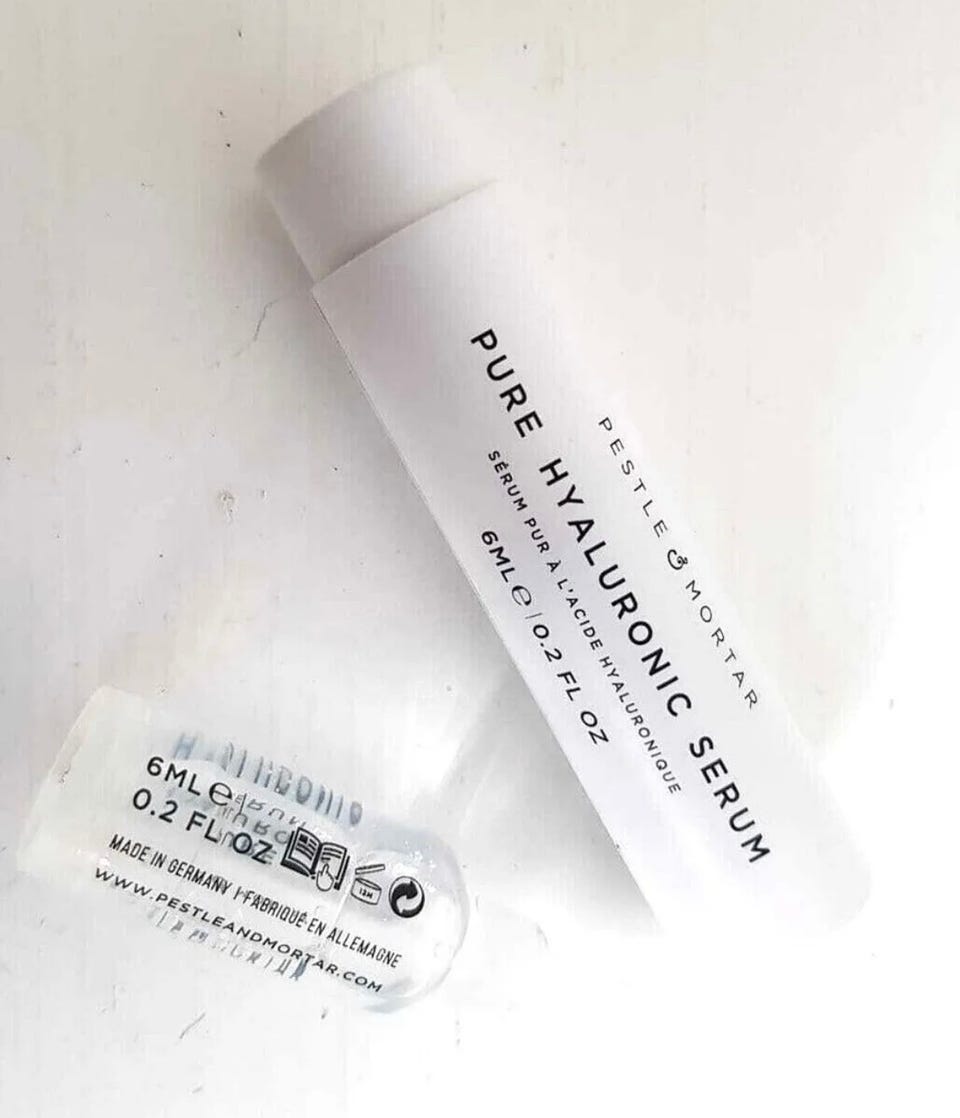 PESTLE & MORTAR
PURE HYALURONIC SERUM
SÉRUM PUR À L'ACIDE HYALURONIQUE
6ML℮ | 0.2 FL OZ
6ML℮
0.2 FL OZ
12M
MADE IN GERMANY | FABRIQUÉ EN ALLEMAGNE
WWW.PESTLEANDMORTAR.COM